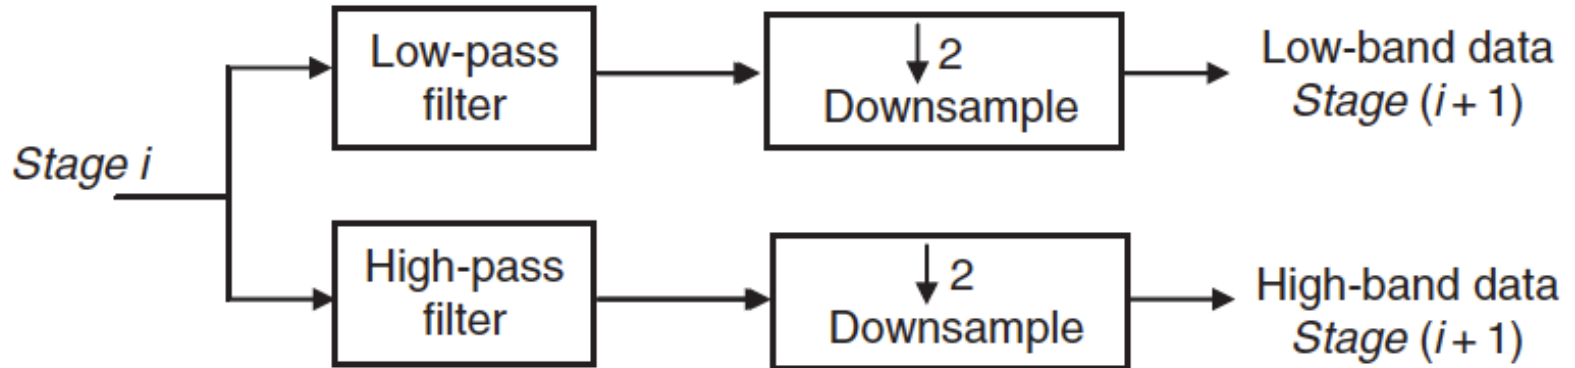 Stage i
Low-pass
filter
↓2
Downsample
Low-band data
Stage (i + 1)
High-pass
filter
↓2
Downsample
High-band data
Stage (i + 1)